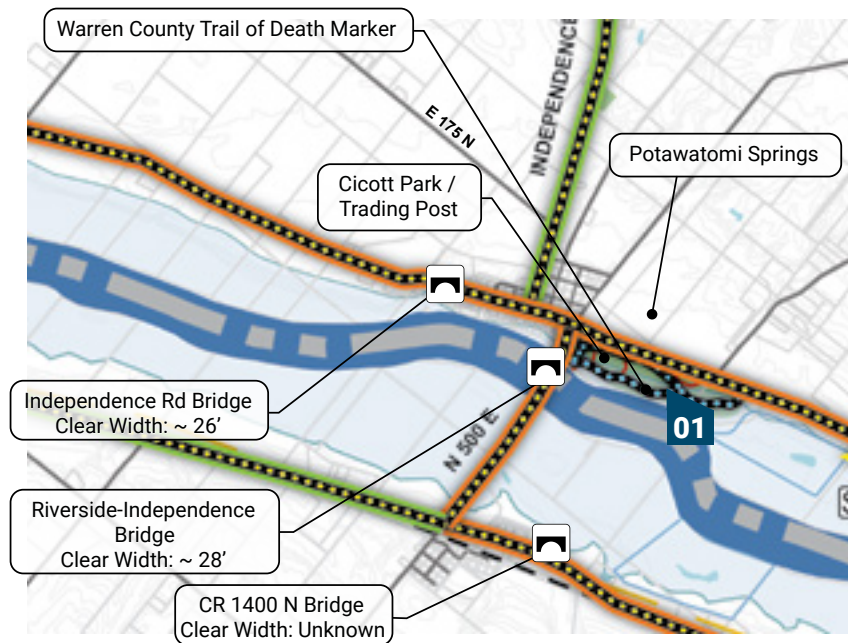 Warren County Trail of Death Marker
INDEPENDENCE
E 175 N
Potawatomi Springs
Cicott Park /
Trading Post
Independence Rd Bridge
Clear Width: ~ 26’
01
N 500 E
Riverside-Independence
Bridge
Clear Width: ~ 28’
CR 1400 N Bridge
Clear Width: Unknown